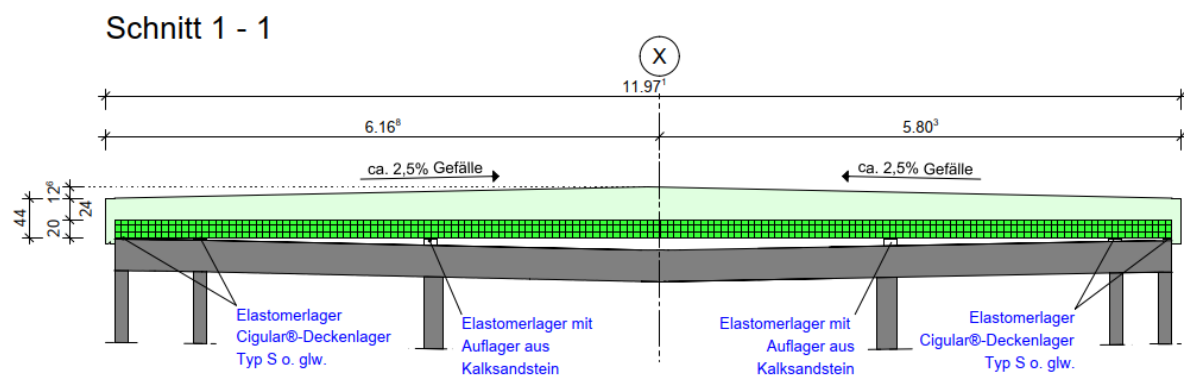 Schnitt 1 - 1
X
11.97¹
6.16⁸
5.80³
ca. 2,5% Gefälle
ca. 2,5% Gefälle
12⁶
44
24
20
Elastomerlager
Cigular®-Deckenlager
Typ S o. glw.
Elastomerlager mit
Auflager aus
Kalksandstein
Elastomerlager mit
Auflager aus
Kalksandstein
Elastomerlager
Cigular®-Deckenlager
Typ S o. glw.